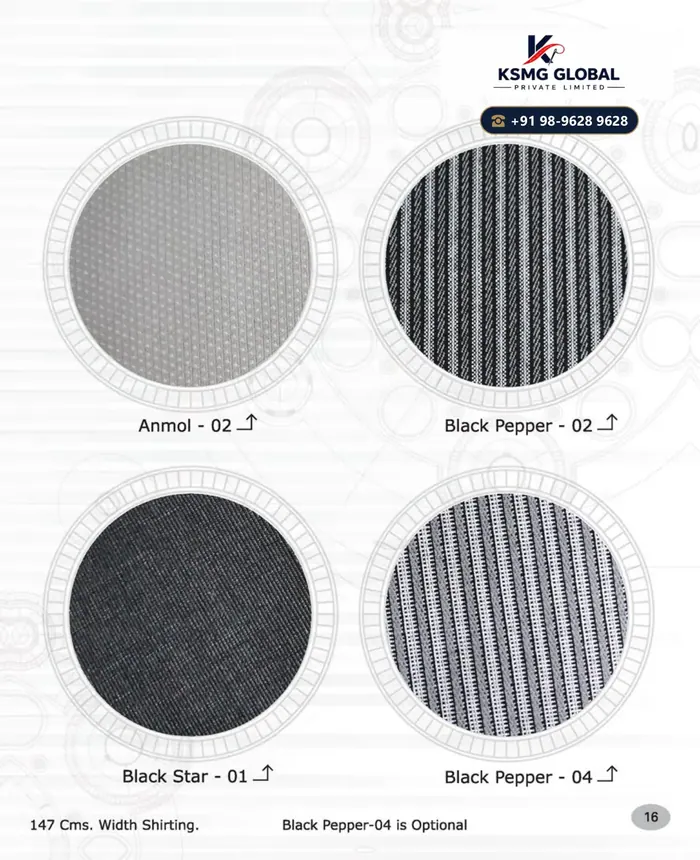 KSMG GLOBAL
PRIVATE LIMITED
+91 98-9628 9628
Anmol - 02
Black Pepper - 02
Black Star - 01
Black Pepper - 04
147 Cms. Width Shirting.
Black Pepper-04 is Optional
16